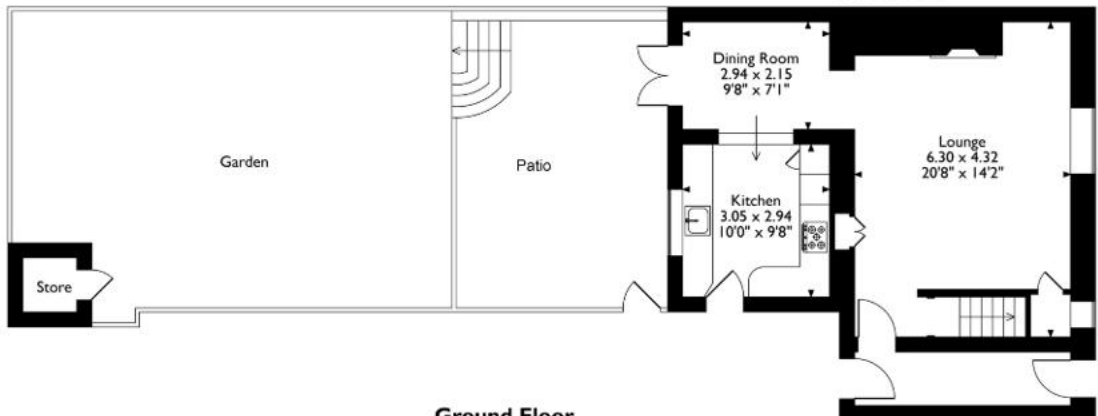 Dining Room
2.94 x 2.15
9'8" x 7'1"
Garden
Patio
Lounge
6.30 x 4.32
20'8" x 14'2"
Kitchen
3.05 x 2.94
10'0" x 9'8"
Store
Ground Floor